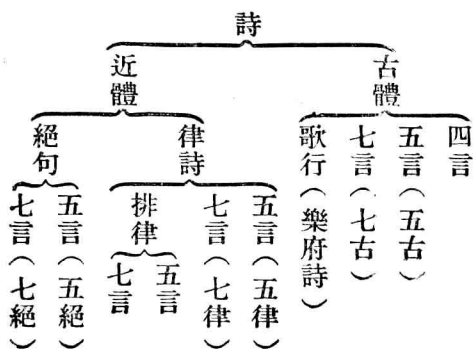 詩
古體
四言
五言（五古）
七言（七古）
歌行（樂府詩）
近體
律詩
五言（五律）
七言（七律）
排律
五言
七言
絕句
五言（五絕）
七言（七絕）